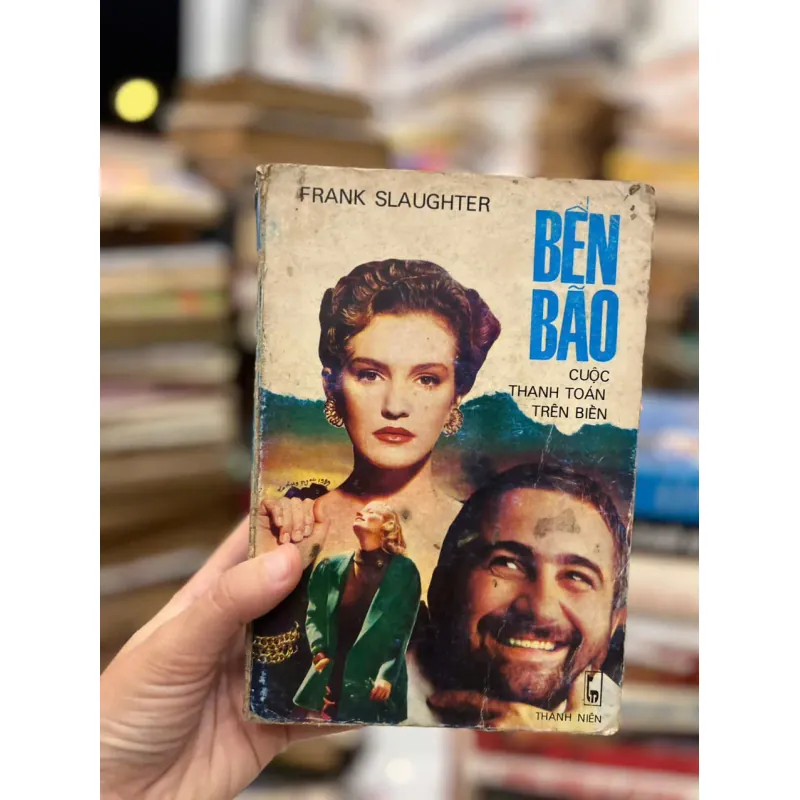 FRANK SLAUGHTER
BẾN
BÃO
CUỘC
THANH TOÁN
TRÊN BIỂN
THANH NIÊN